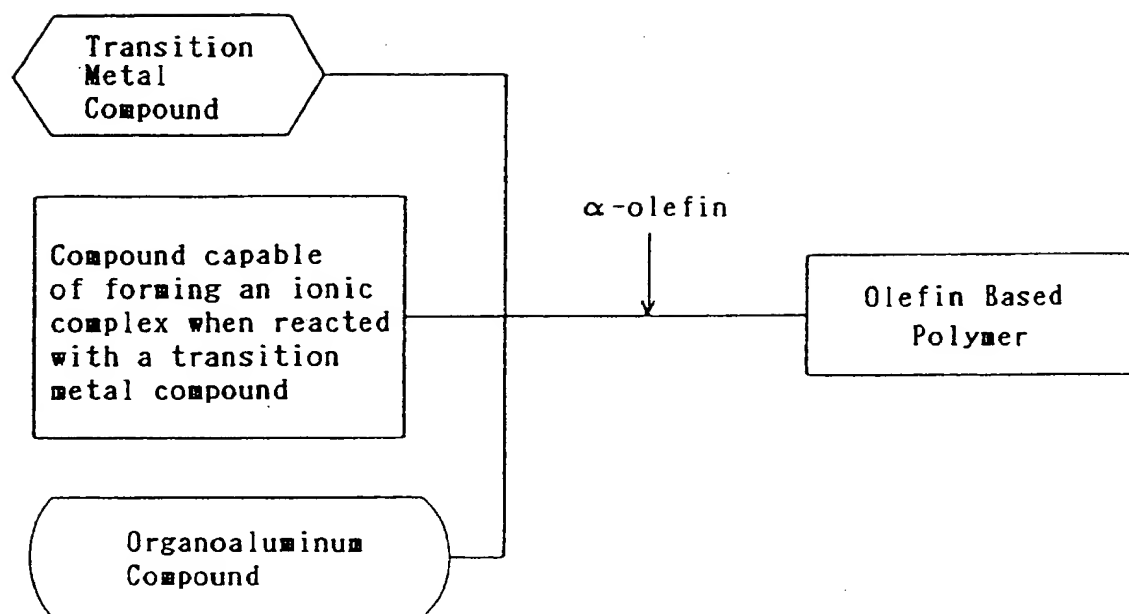 Transition
Metal
Compound
α-olefin
Compound capable
of forming an ionic
complex when reacted
with a transition
metal compound
Olefin Based
Polymer
Organoaluminum
Compound